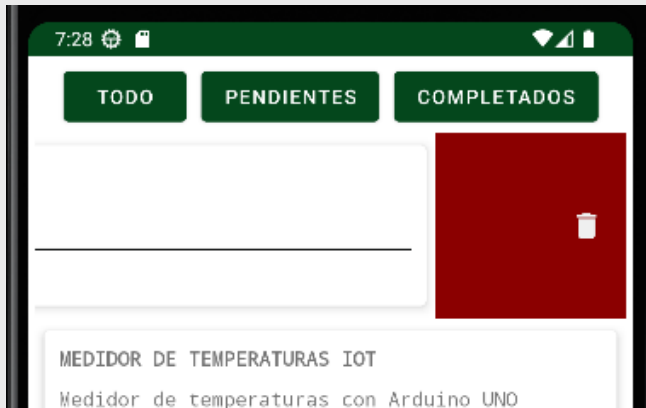 7:28
TODO PENDIENTES COMPLETADOS
MEDIDOR DE TEMPERATURAS IOT
Medidor de temperaturas con Arduino UNO